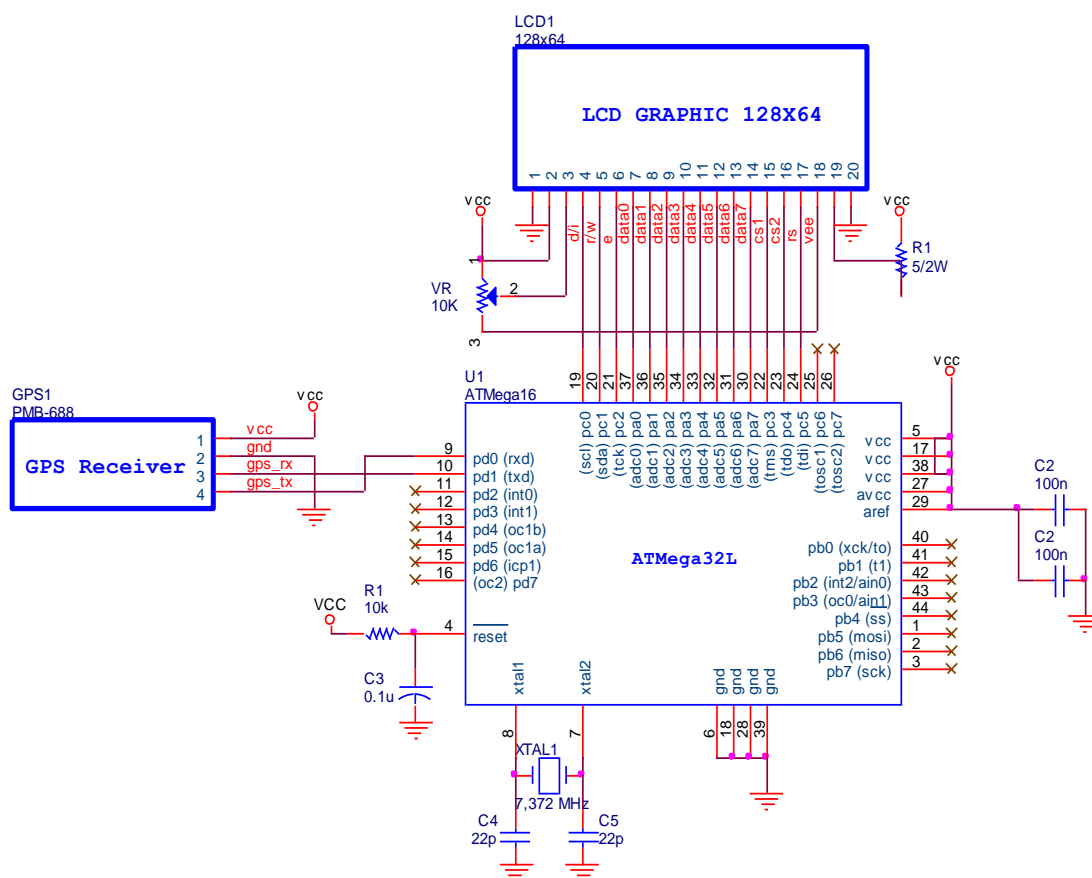 LCD1
128x64
LCD GRAPHIC 128X64
1 2 3 4 5 6 7 8 9 10 11 12 13 14 15 16 17 18 19 20
d/i r/w e data0 data1 data2 data3 data4 data5 data6 data7 cs1 cs2 rs vee
vcc
1
VR
10K
2
3
vcc
R1
5/2W
19 20 21 37 36 35 34 33 32 31 30 22 23 24 25 26
U1
ATMega16
(scl) pc0
(sda) pc1
(tck) pc2
(adc0) pa0
(adc1) pa1
(adc2) pa2
(adc3) pa3
(adc4) pa4
(adc5) pa5
(adc6) pa6
(adc7) pa7
(tms) pc3
(tdo) pc4
(tdi) pc5
(tosc1) pc6
(tosc2) pc7
GPS1
PMB-688
GPS Receiver
1 vcc
2 gnd
3 gps_rx
4 gps_tx
vcc
9 pd0 (rxd)
10 pd1 (txd)
11 pd2 (int0)
12 pd3 (int1)
13 pd4 (oc1b)
14 pd5 (oc1a)
15 pd6 (icp1)
16 (oc2) pd7
ATMega32L
vcc
vcc 5
vcc 17
vcc 38
avcc 27
aref 29
C2
100n
C2
100n
pb0 (xck/to) 40
pb1 (t1) 41
pb2 (int2/ain0) 42
pb3 (oc0/ain1) 43
pb4 (ss) 44
pb5 (mosi) 1
pb6 (miso) 2
pb7 (sck) 3
VCC
R1
10k
4 reset
C3
0.1u
xtal1 xtal2
gnd gnd gnd gnd
8 7
6 18 28 39
XTAL1
7,372 MHz
C4
22p
C5
22p